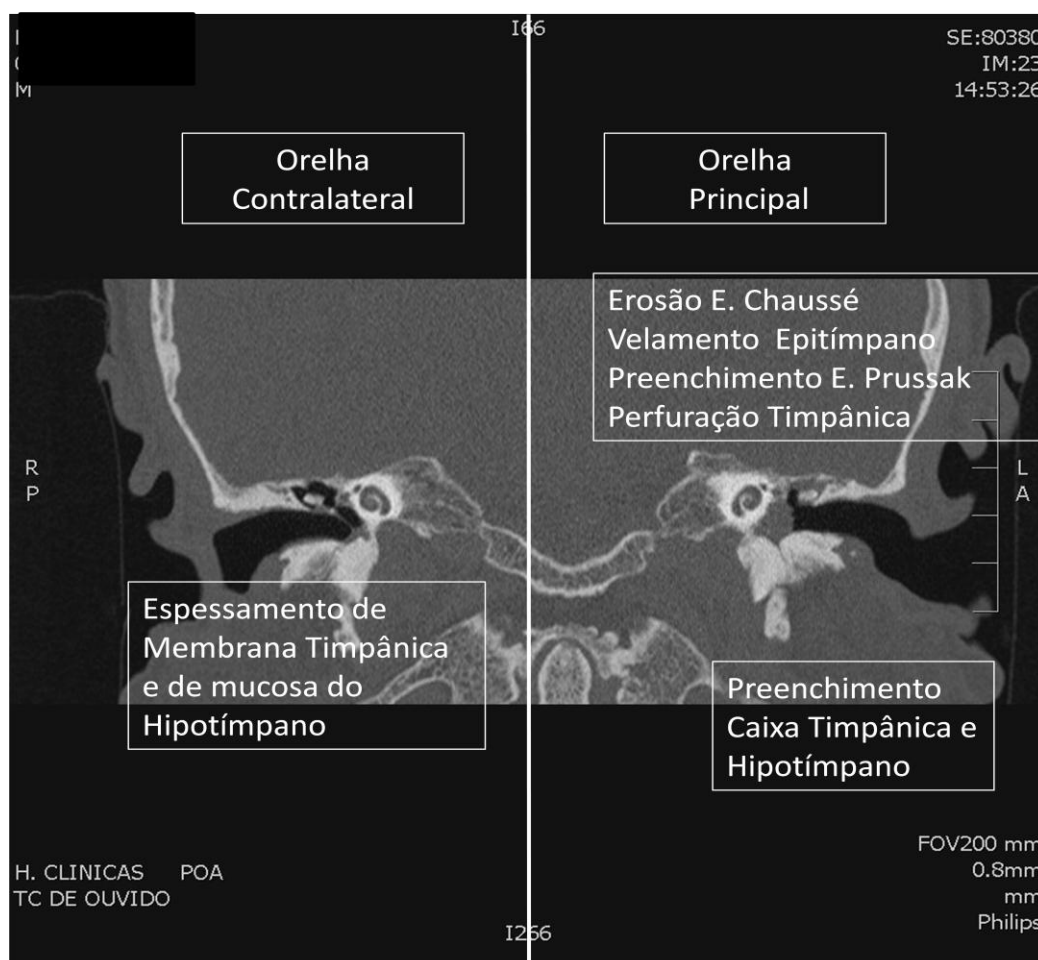 I66
SE:80380
IM:23
M
14:53:26
Orelha
Contralateral
Orelha
Principal
Erosão E. Chaussé
Velamento Epitímpano
Preenchimento E. Prussak
Perfuração Timpânica
R
P
L
A
Espessamento de
Membrana Timpânica
e de mucosa do
Hipotímpano
Preenchimento
Caixa Timpânica e
Hipotímpano
H. CLINICAS POA
TC DE OUVIDO
FOV200 mm
0.8mm
mm
Philips
I266